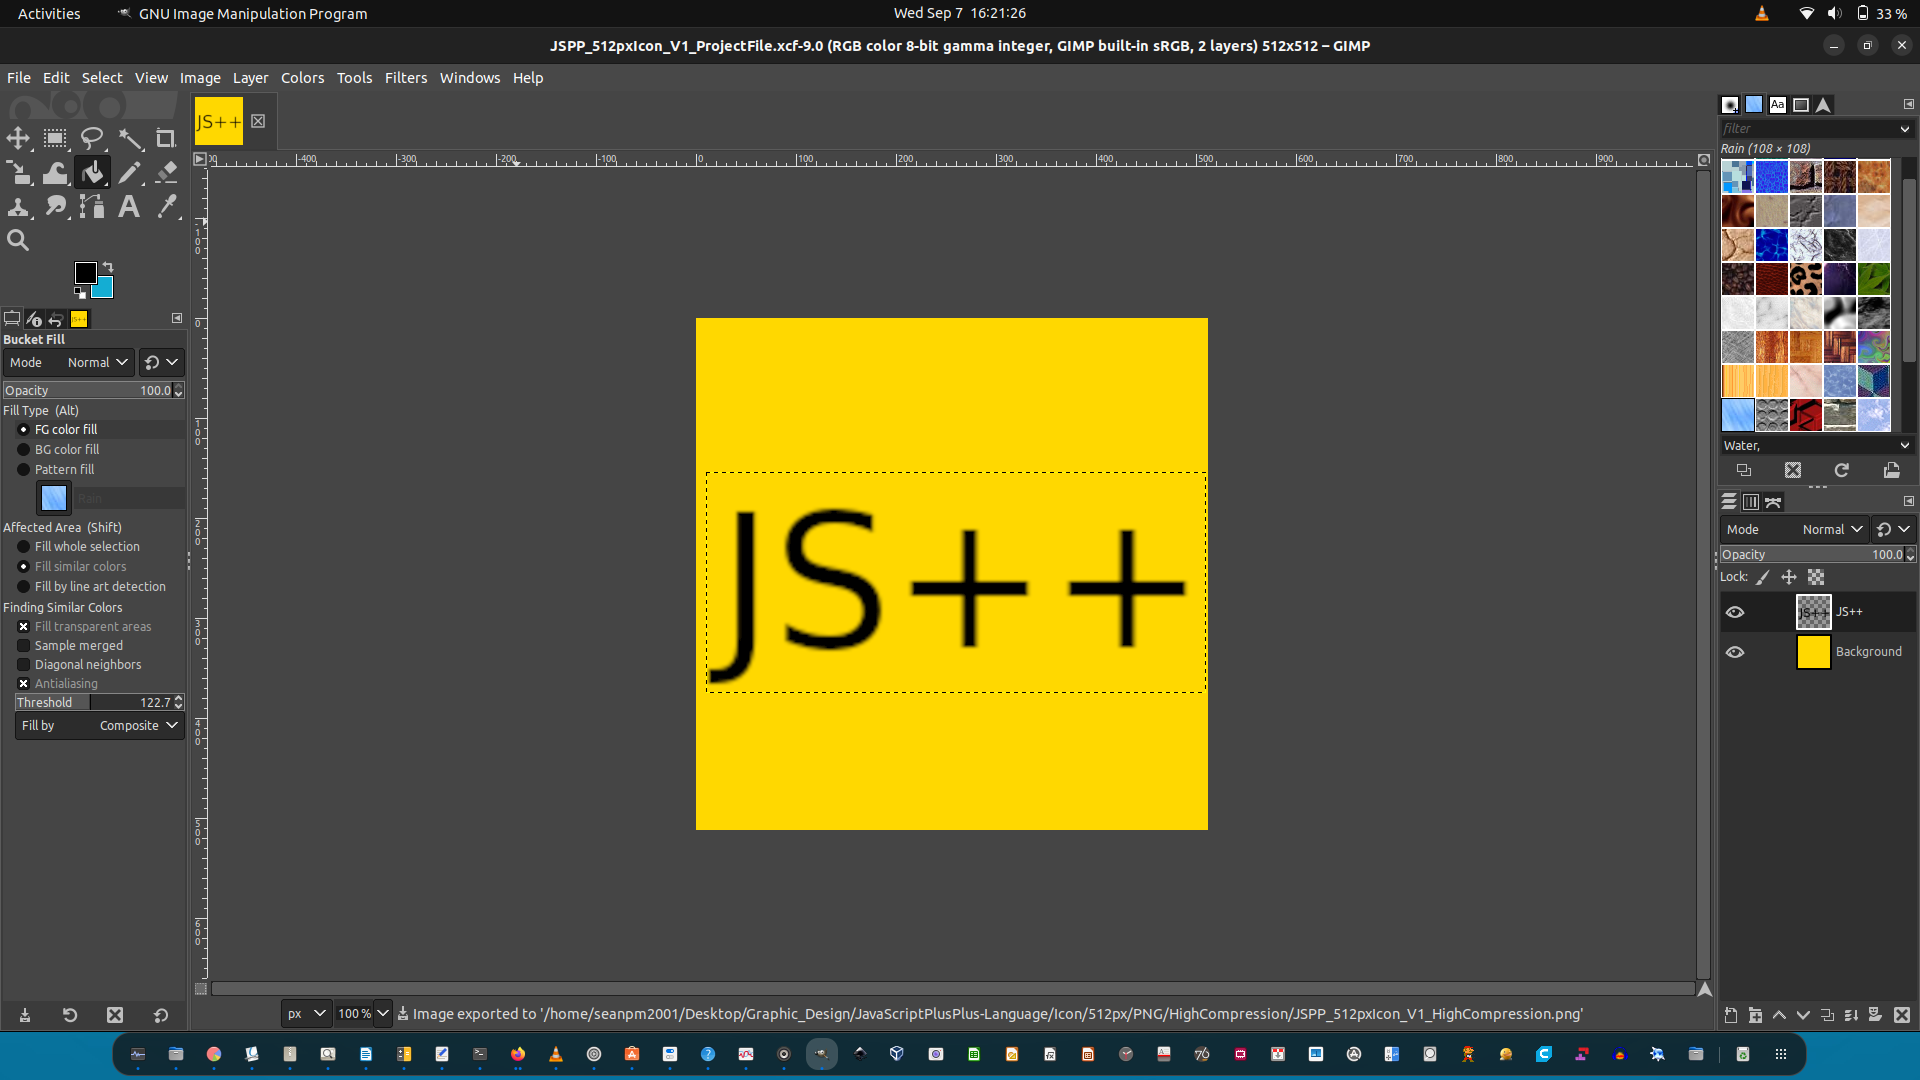 Activities
GNU Image Manipulation Program
Wed Sep 7 16:21:26
33 %
JSPP_512pxIcon_V1_ProjectFile.xcf-9.0 (RGB color 8-bit gamma integer, GIMP built-in sRGB, 2 layers) 512x512 – GIMP
File Edit Select View Image Layer Colors Tools Filters Windows Help
JS++
-400 -300 -200 -100 0 100 200 300 400 500 600 700 800 900
Aa
filter
Rain (108 × 108)
Water,
Bucket Fill
Mode Normal
Opacity 100.0
Fill Type (Alt)
FG color fill
BG color fill
Pattern fill
Rain
Affected Area (Shift)
Fill whole selection
Fill similar colors
Fill by line art detection
Finding Similar Colors
Fill transparent areas
Sample merged
Diagonal neighbors
Antialiasing
Threshold 122.7
Fill by Composite
JS++
Mode Normal
Opacity 100.0
Lock:
JS++
Background
px 100 % Image exported to '/home/seanpm2001/Desktop/Graphic_Design/JavaScriptPlusPlus-Language/Icon/512px/PNG/HighCompression/JSPP_512pxIcon_V1_HighCompression.png'
76